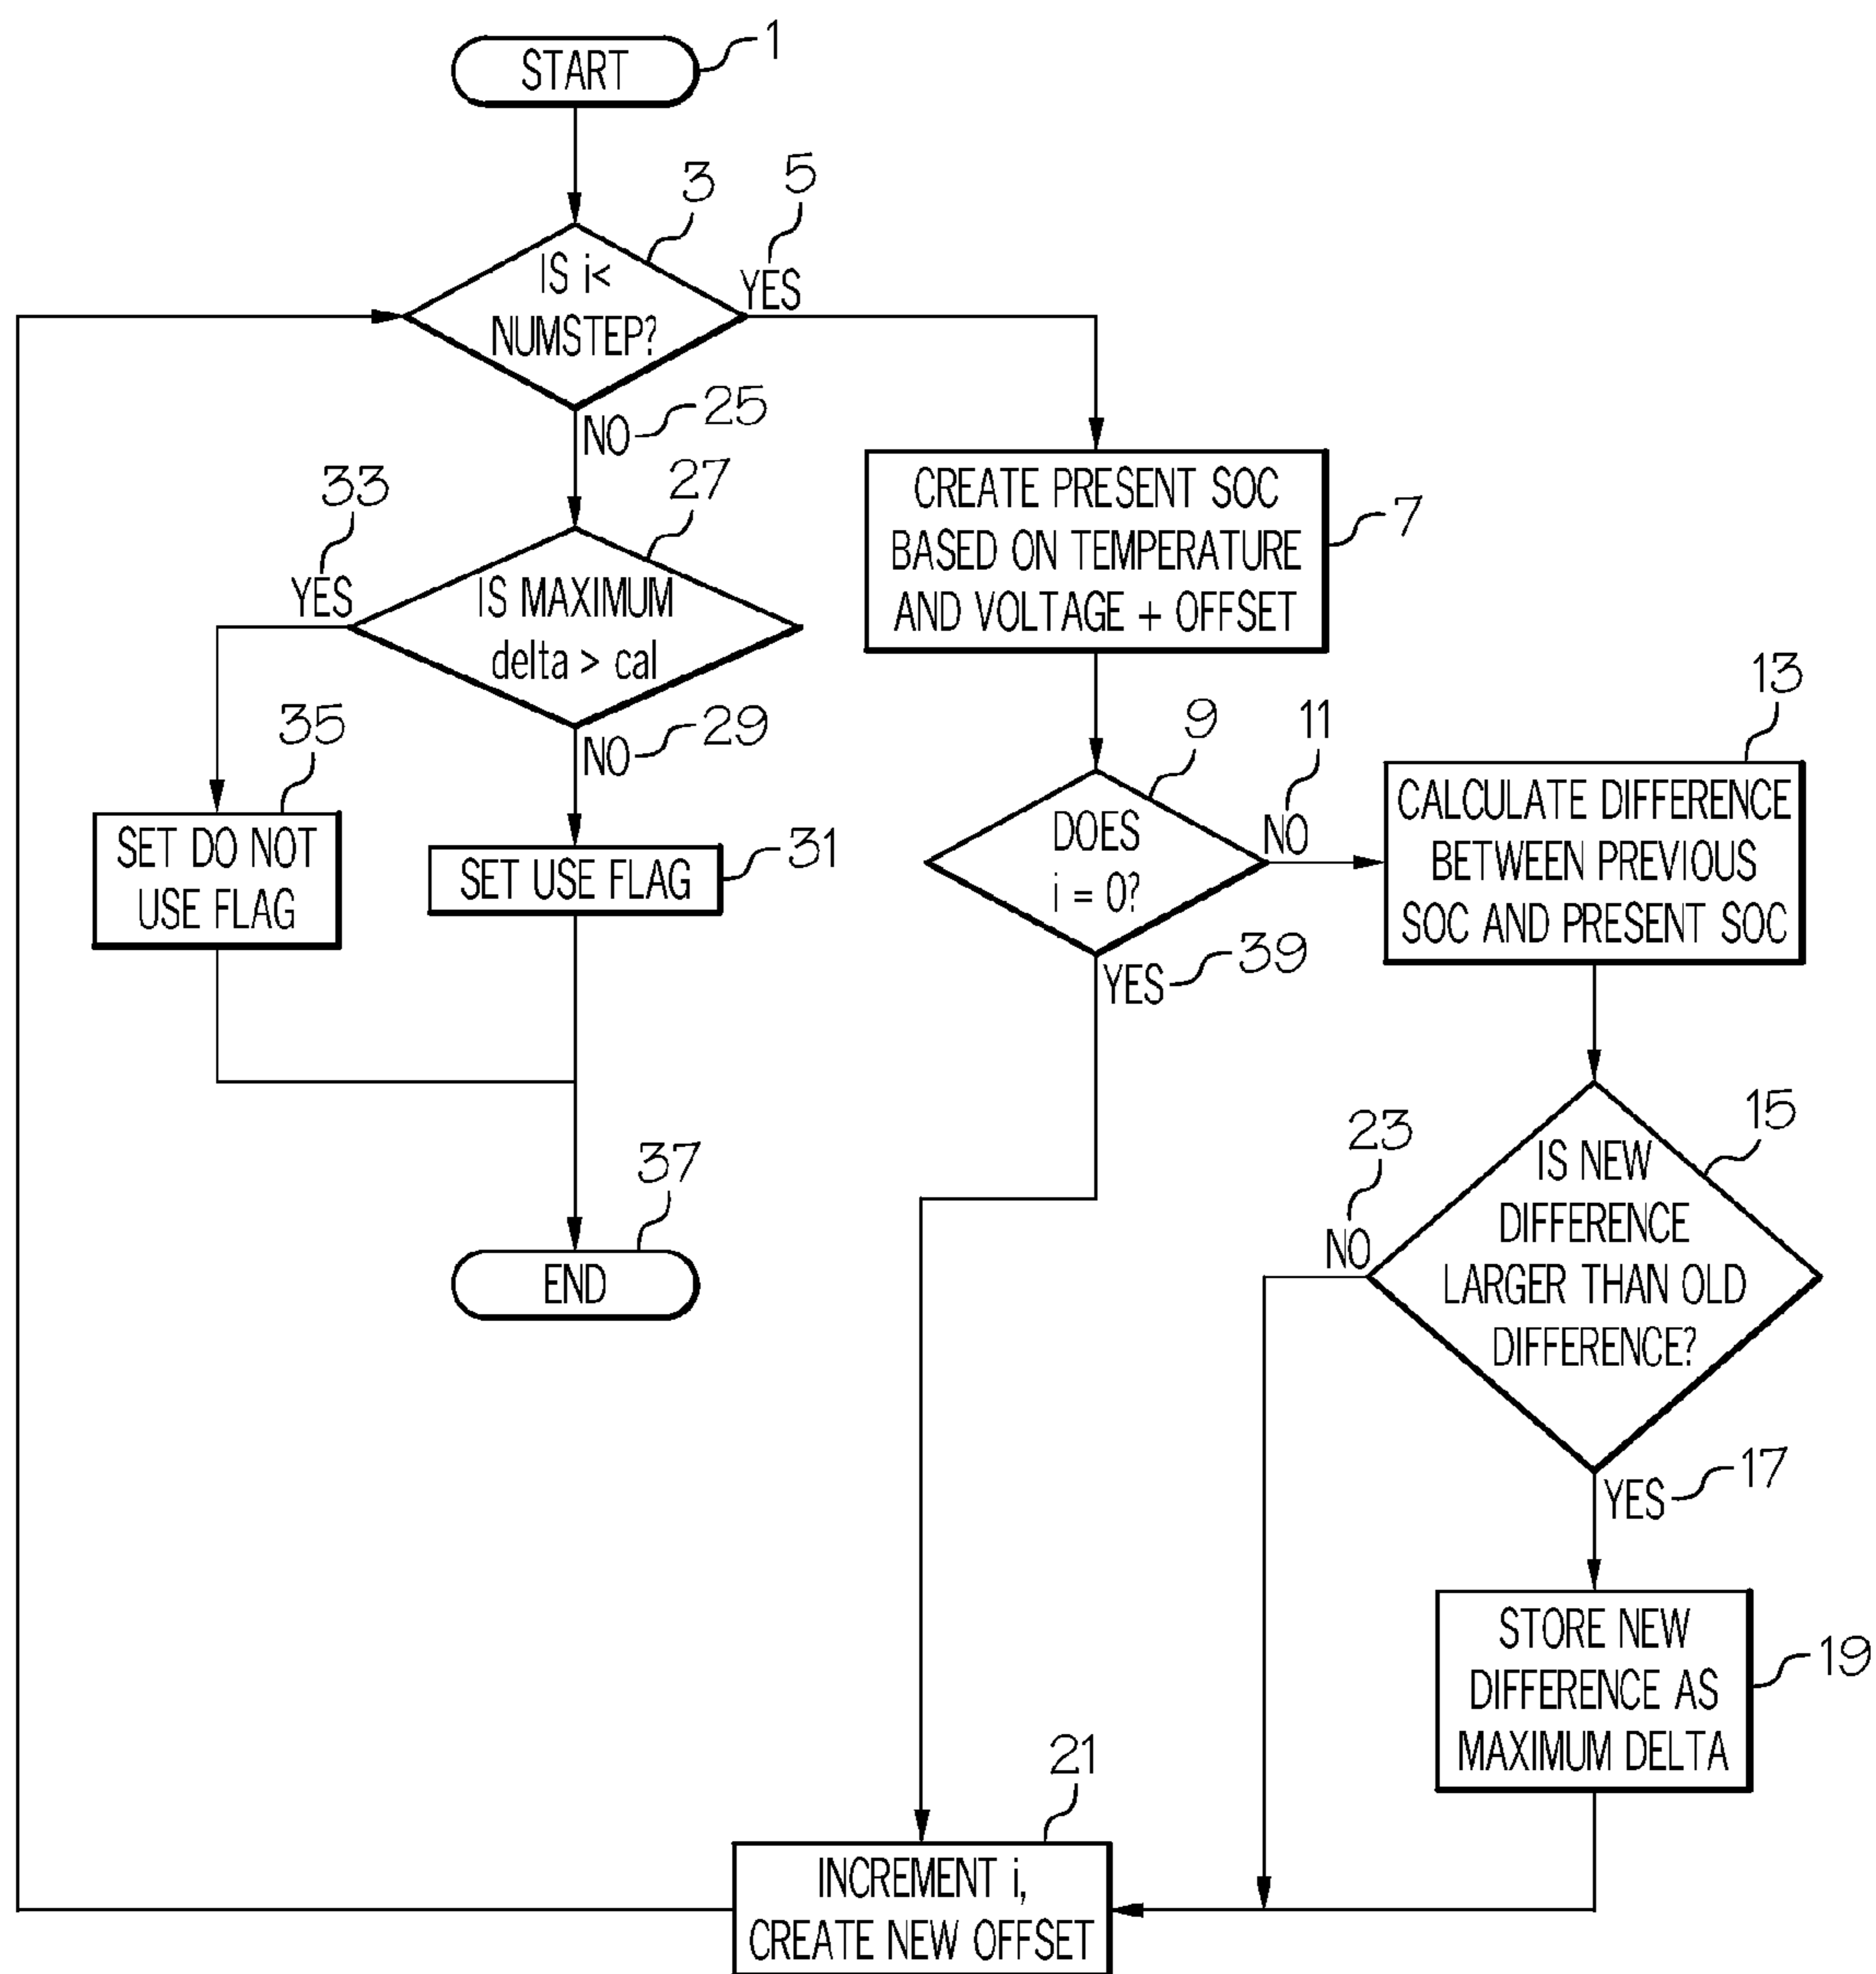 START
1
IS i<
NUMSTEP?
3
YES
5
NO
25
CREATE PRESENT SOC
BASED ON TEMPERATURE
AND VOLTAGE + OFFSET
7
IS MAXIMUM
delta > cal
27
YES
33
NO
29
SET DO NOT
USE FLAG
35
SET USE FLAG
31
DOES
i = 0?
9
NO
11
YES
39
CALCULATE DIFFERENCE
BETWEEN PREVIOUS
SOC AND PRESENT SOC
13
IS NEW
DIFFERENCE
LARGER THAN OLD
DIFFERENCE?
15
NO
23
YES
17
END
37
STORE NEW
DIFFERENCE AS
MAXIMUM DELTA
19
INCREMENT i,
CREATE NEW OFFSET
21